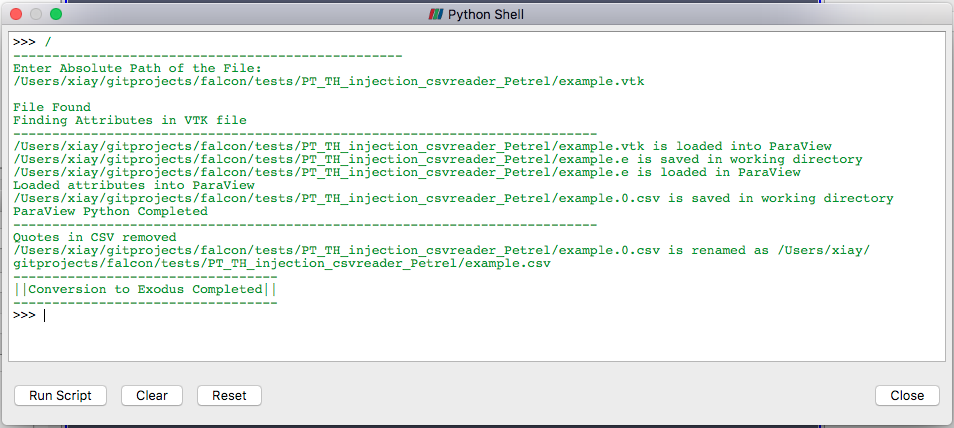 Python Shell
>>> /
--------------------------------------------------
Enter Absolute Path of the File:
/Users/xiay/gitprojects/falcon/tests/PT_TH_injection_csvreader_Petrel/example.vtk
File Found
Finding Attributes in VTK file
---------------------------------------------------------------------------
/Users/xiay/gitprojects/falcon/tests/PT_TH_injection_csvreader_Petrel/example.vtk is loaded into ParaView
/Users/xiay/gitprojects/falcon/tests/PT_TH_injection_csvreader_Petrel/example.e is saved in working directory
/Users/xiay/gitprojects/falcon/tests/PT_TH_injection_csvreader_Petrel/example.e is loaded in ParaView
Loaded attributes into ParaView
/Users/xiay/gitprojects/falcon/tests/PT_TH_injection_csvreader_Petrel/example.0.csv is saved in working directory
ParaView Python Completed
---------------------------------------------------------------------------
Quotes in CSV removed
/Users/xiay/gitprojects/falcon/tests/PT_TH_injection_csvreader_Petrel/example.0.csv is renamed as /Users/xiay/
gitprojects/falcon/tests/PT_TH_injection_csvreader_Petrel/example.csv
----------------------------------
||Conversion to Exodus Completed||
----------------------------------
>>>
Run Script Clear Reset Close